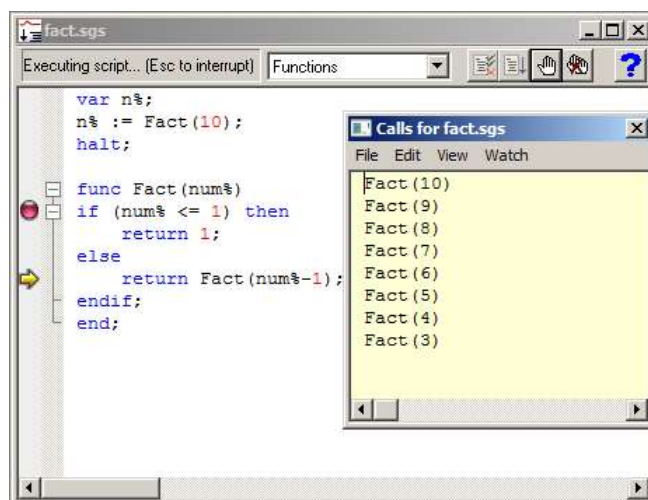 fact.sgs
Executing script... (Esc to interrupt)
Functions
?
var n%;
n% := Fact(10);
halt;
func Fact(num%)
if (num% <= 1) then
return 1;
else
return Fact(num%-1);
endif;
end;
Calls for fact.sgs
File Edit View Watch
Fact(10)
Fact(9)
Fact(8)
Fact(7)
Fact(6)
Fact(5)
Fact(4)
Fact(3)